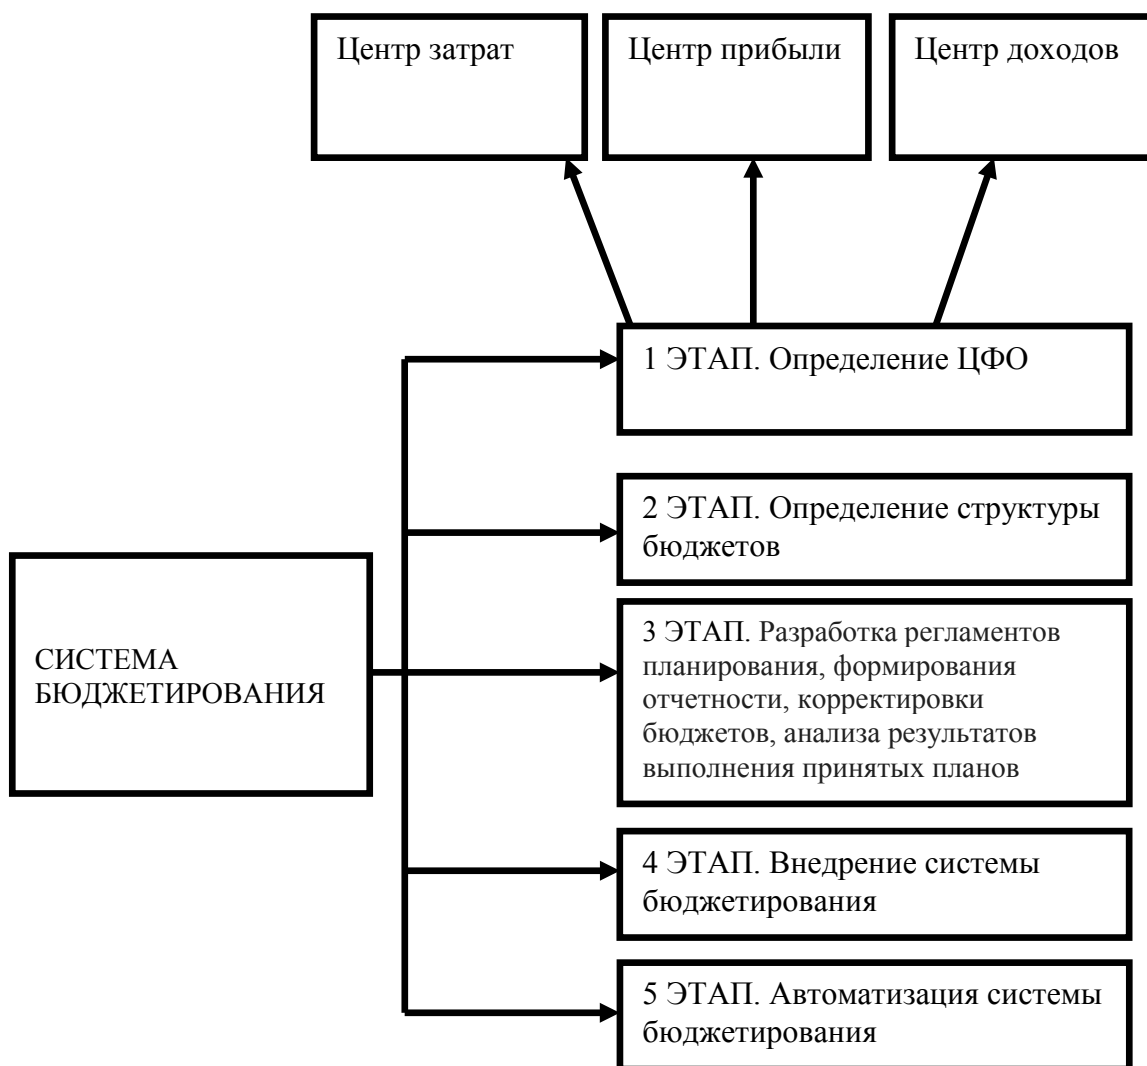 Центр затрат
Центр прибыли
Центр доходов
1 ЭТАП. Определение ЦФО
2 ЭТАП. Определение структуры
бюджетов
СИСТЕМА
БЮДЖЕТИРОВАНИЯ
3 ЭТАП. Разработка регламентов
планирования, формирования
отчетности, корректировки
бюджетов, анализа результатов
выполнения принятых планов
4 ЭТАП. Внедрение системы
бюджетирования
5 ЭТАП. Автоматизация системы
бюджетирования